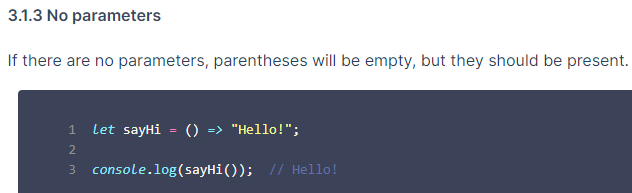 3.1.3 No parameters
If there are no parameters, parentheses will be empty, but they should be present.
1 let sayHi = () => "Hello!";
2
3 console.log(sayHi()); // Hello!